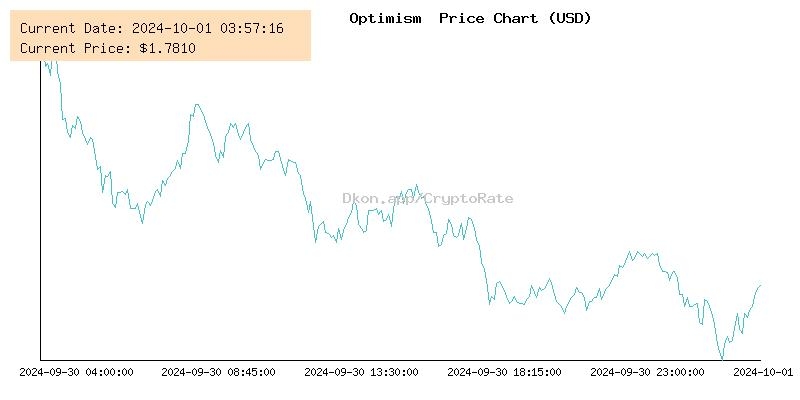 Optimism Price Chart (USD)
Current Date: 2024-10-01 03:57:16
Current Price: $1.7810
Dkon.app/CryptoRate
2024-09-30 04:00:00 2024-09-30 08:45:00 2024-09-30 13:30:00 2024-09-30 18:15:00 2024-09-30 23:00:00 2024-10-01